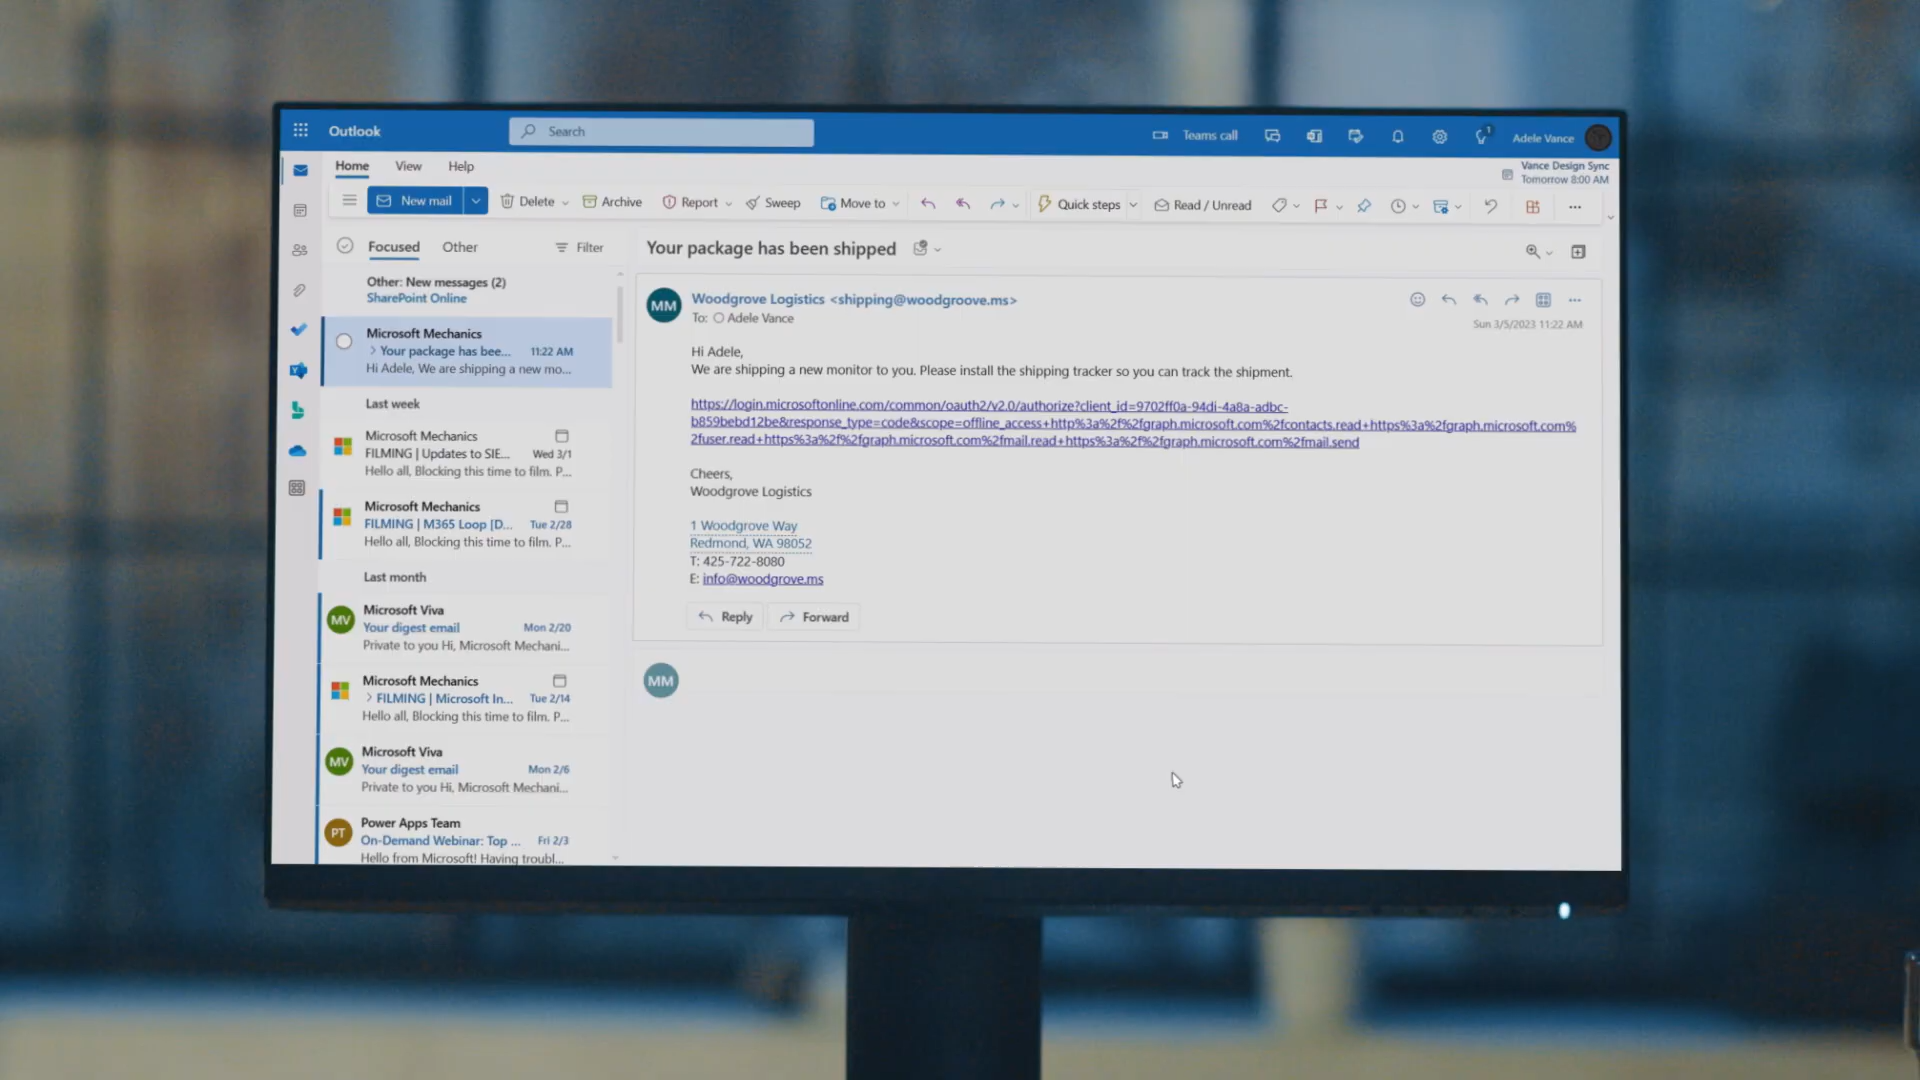 Outlook
Search
Teams call
1
Adele Vance
Home
View
Help
Vance Design Sync
Tomorrow 8:00 AM
New mail
Delete
Archive
Report
Sweep
Move to
Quick steps
Read / Unread
Focused
Other
Filter
Other: New messages (2)
SharePoint Online
Microsoft Mechanics
Your package has bee... 11:22 AM
Hi Adele, We are shipping a new mo...
Last week
Microsoft Mechanics
FILMING | Updates to SIE... Wed 3/1
Hello all, Blocking this time to film. P...
Microsoft Mechanics
FILMING | M365 Loop [D... Tue 2/28
Hello all, Blocking this time to film. P...
Last month
MV
Microsoft Viva
Your digest email Mon 2/20
Private to you Hi, Microsoft Mechani...
Microsoft Mechanics
FILMING | Microsoft In... Tue 2/14
Hello all, Blocking this time to film. P...
MV
Microsoft Viva
Your digest email Mon 2/6
Private to you Hi, Microsoft Mechani...
PT
Power Apps Team
On-Demand Webinar: Top ... Fri 2/3
Hello from Microsoft! Having troubl...
Your package has been shipped
MM
Woodgrove Logistics <shipping@woodgroove.ms>
To: Adele Vance
Sun 3/5/2023 11:22 AM
Hi Adele,
We are shipping a new monitor to you. Please install the shipping tracker so you can track the shipment.
https://login.microsoftonline.com/common/oauth2/v2.0/authorize?client_id=9702ff0a-94di-4a8a-adbc-
b859bebd12be&response_type=code&scope=offline_access+http%3a%2f%2fgraph.microsoft.com%2fcontacts.read+https%3a%2fgraph.microsoft.com%
2fuser.read+https%3a%2f%2fgraph.microsoft.com%2fmail.read+https%3a%2f%2fgraph.microsoft.com%2fmail.send
Cheers,
Woodgrove Logistics
1 Woodgrove Way
Redmond, WA 98052
T: 425-722-8080
E: info@woodgrove.ms
Reply
Forward
MM